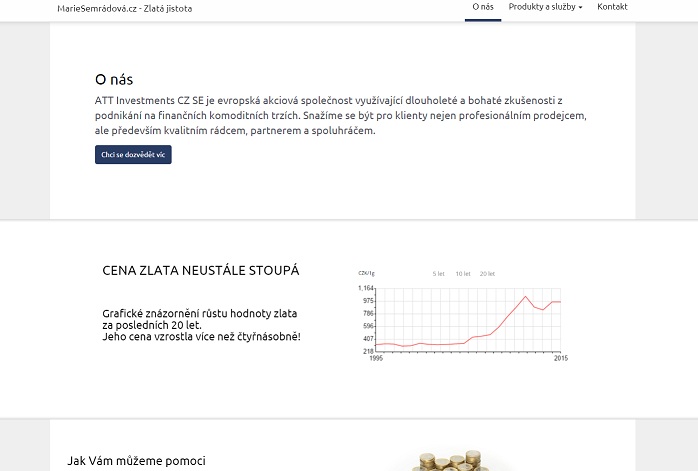 MarieSemrádová.cz - Zlatá jistota
O nás Produkty a služby Kontakt
O nás
ATT Investments CZ SE je evropská akciová společnost využívající dlouholeté a bohaté zkušenosti z
podnikání na finančních komoditních trzích. Snažíme se být pro klienty nejen profesionálním prodejcem,
ale především kvalitním rádcem, partnerem a spoluhráčem.
Chci se dozvědět víc
CENA ZLATA NEUSTÁLE STOUPÁ
Grafické znázornění růstu hodnoty zlata
za posledních 20 let.
Jeho cena vzrostla více než čtyřnásobně!
CZK/1g 5 let 10 let 20 let
1,164
975
786
596
407
218
1995 2015
Jak Vám můžeme pomoci